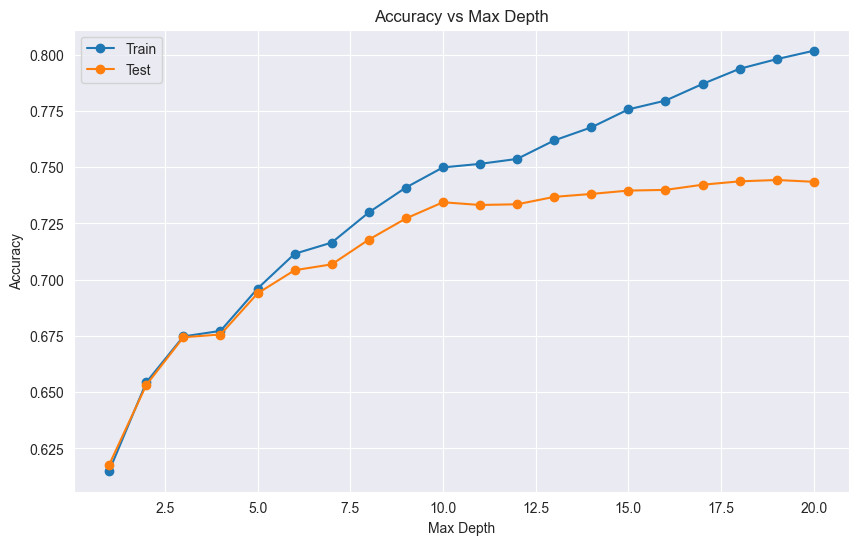 Accuracy vs Max Depth
Train
Test
0.800
0.775
0.750
0.725
0.700
0.675
0.650
0.625
Accuracy
2.5 5.0 7.5 10.0 12.5 15.0 17.5 20.0
Max Depth